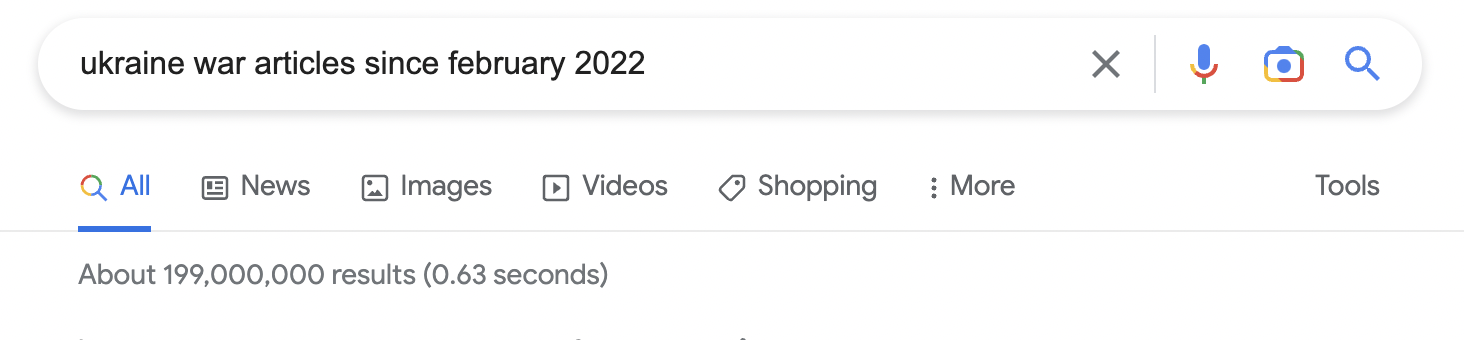 ukraine war articles since february 2022
All News Images Videos Shopping More Tools
About 199,000,000 results (0.63 seconds)